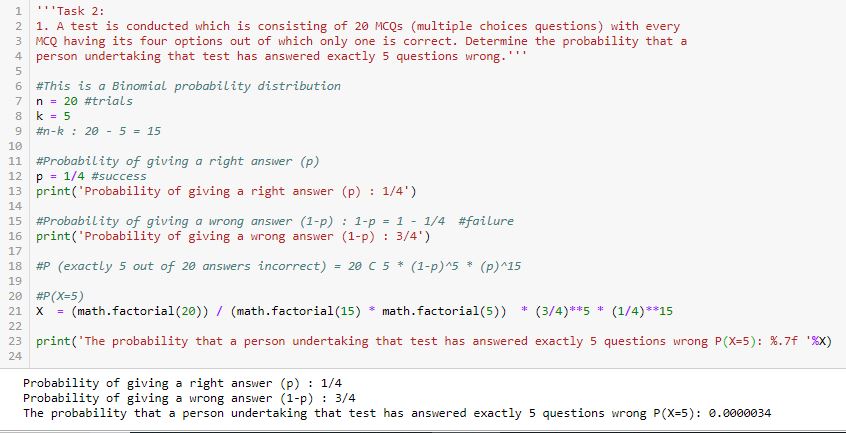 1 '''Task 2:
2 1. A test is conducted which is consisting of 20 MCQs (multiple choices questions) with every
3 MCQ having its four options out of which only one is correct. Determine the probability that a
4 person undertaking that test has answered exactly 5 questions wrong.'''
5
6 #This is a Binomial probability distribution
7 n = 20 #trials
8 k = 5
9 #n-k : 20 - 5 = 15
10
11 #Probability of giving a right answer (p)
12 p = 1/4 #success
13 print('Probability of giving a right answer (p) : 1/4')
14
15 #Probability of giving a wrong answer (1-p) : 1-p = 1 - 1/4  #failure
16 print('Probability of giving a wrong answer (1-p) : 3/4')
17
18 #P (exactly 5 out of 20 answers incorrect) = 20 C 5 * (1-p)^5 * (p)^15
19
20 #P(X=5)
21 X  = (math.factorial(20)) / (math.factorial(15) * math.factorial(5))  * (3/4)**5 * (1/4)**15
22
23 print('The probability that a person undertaking that test has answered exactly 5 questions wrong P(X=5): %.7f '%X)
24
Probability of giving a right answer (p) : 1/4
Probability of giving a wrong answer (1-p) : 3/4
The probability that a person undertaking that test has answered exactly 5 questions wrong P(X=5): 0.0000034